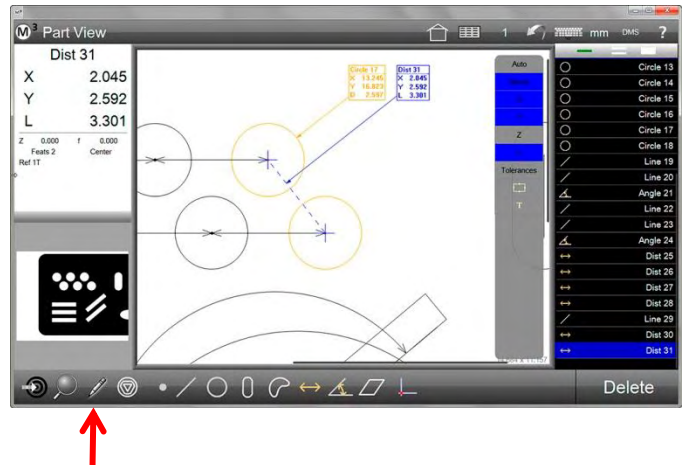 M³ Part View
1
mm
DMS
?
Dist 31
X 2.045
Y 2.592
L 3.301
Z 0.000 f 0.000
Feats 2 Center
Ref 1T
Circle 17
X 13.245
Y 16.823
D 2.597
Dist 31
X 2.045
Y 2.592
L 3.301
Auto
Z
Tolerances
T
Circle 13
Circle 14
Circle 15
Circle 16
Circle 17
Circle 18
Line 19
Line 20
Angle 21
Line 22
Line 23
Angle 24
Dist 25
Dist 26
Dist 27
Dist 28
Line 29
Dist 30
Dist 31
Delete